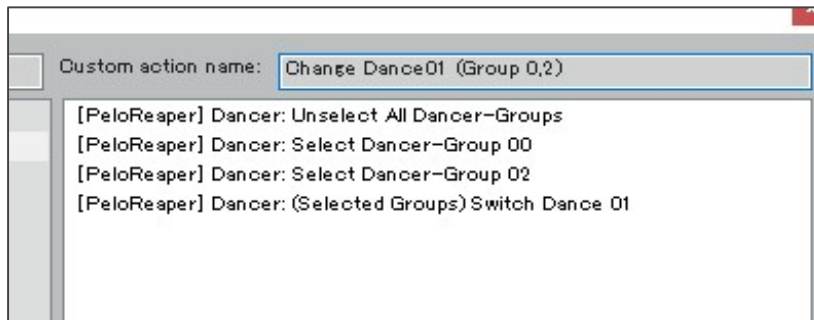 Custom action name: Change Dance01 (Group 0,2)
[PeloReaper] Dancer: Unselect All Dancer-Groups
[PeloReaper] Dancer: Select Dancer-Group 00
[PeloReaper] Dancer: Select Dancer-Group 02
[PeloReaper] Dancer: (Selected Groups) Switch Dance 01